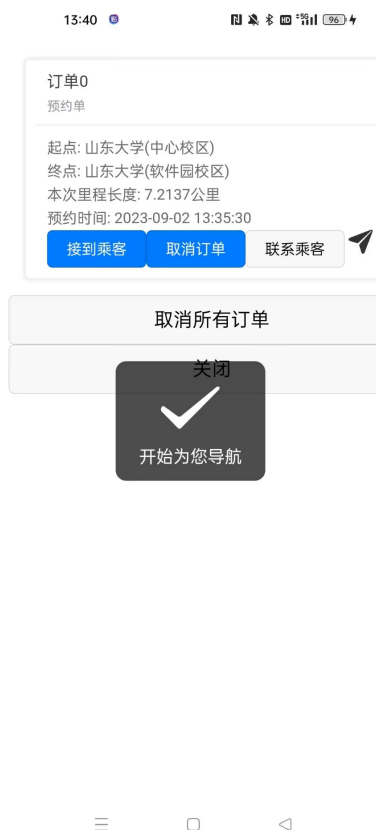 13:40
HD 5G 96
订单0
预约单
起点: 山东大学(中心校区)
终点: 山东大学(软件园校区)
本次里程长度: 7.2137公里
预约时间: 2023-09-02 13:35:30
接到乘客 取消订单 联系乘客
取消所有订单
关闭
开始为您导航